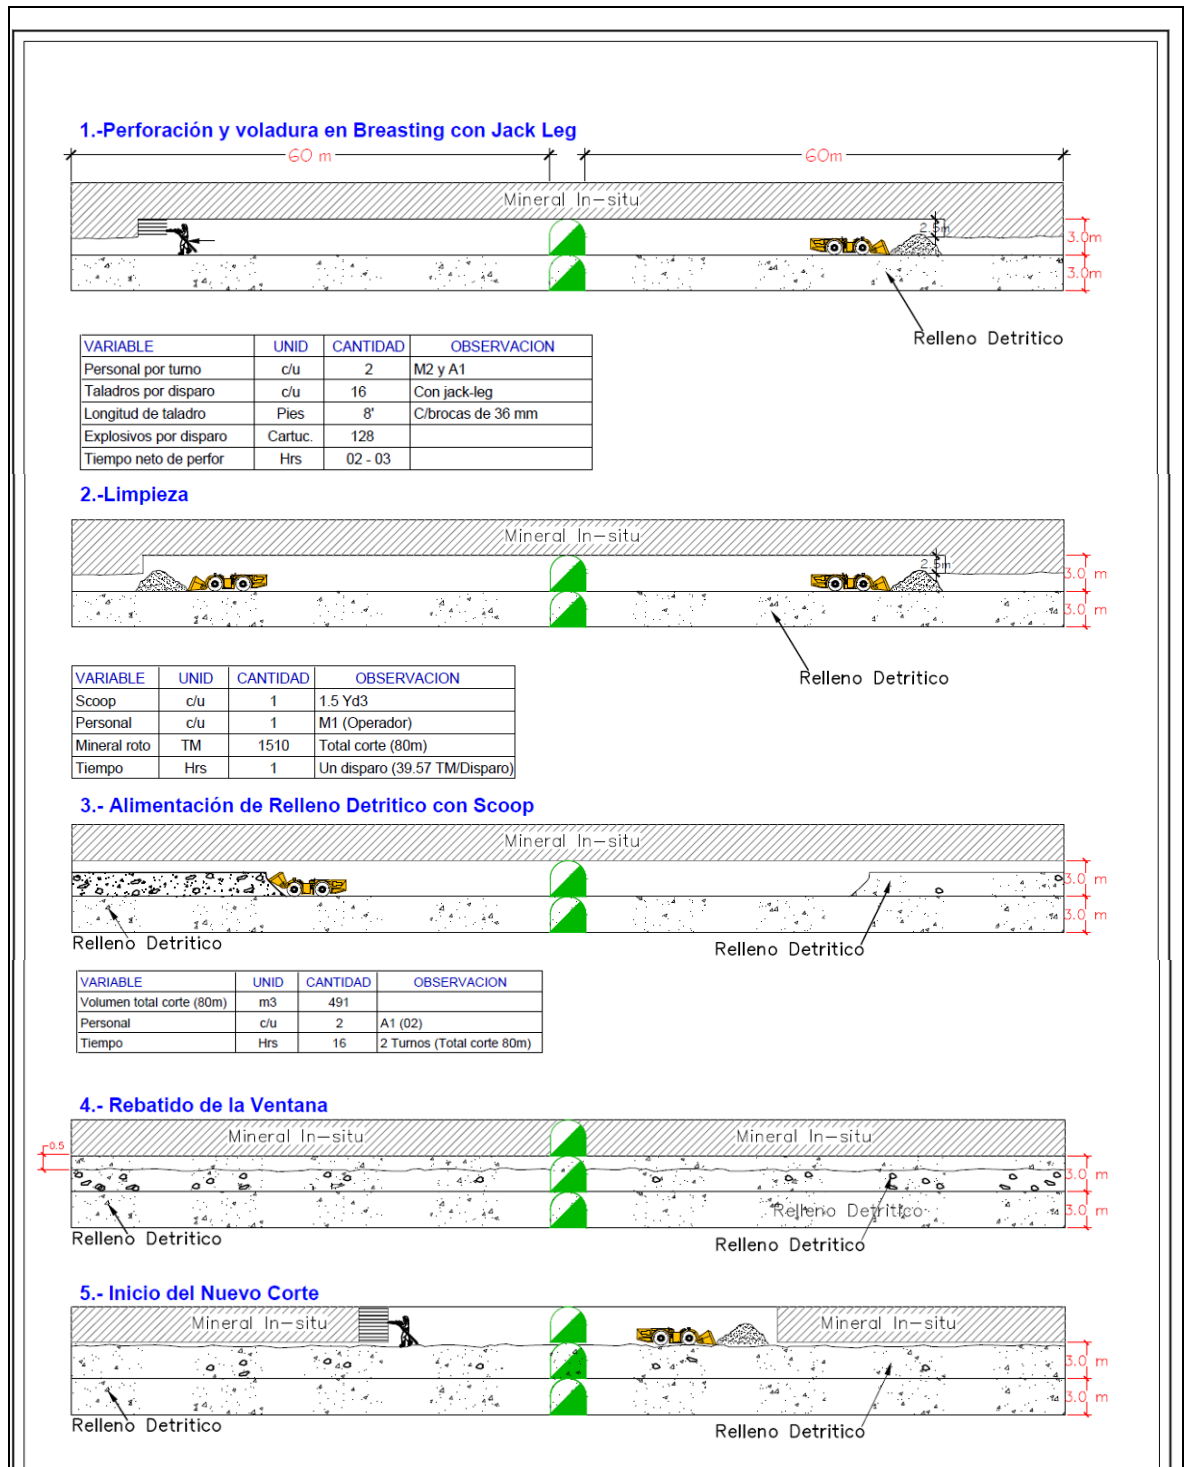 1.-Perforación y voladura en Breasting con Jack Leg
60 m 60m
Mineral In-situ
2.5m
3.0m
3.0m
Relleno Detritico
VARIABLE UNID CANTIDAD OBSERVACION
Personal por turno c/u 2 M2 y A1
Taladros por disparo c/u 16 Con jack-leg
Longitud de taladro Pies 8' C/brocas de 36 mm
Explosivos por disparo Cartuc. 128
Tiempo neto de perfor Hrs 02 - 03
2.-Limpieza
Mineral In-situ
2.5m
3.0 m
3.0 m
Relleno Detritico
VARIABLE UNID CANTIDAD OBSERVACION
Scoop c/u 1 1.5 Yd3
Personal c/u 1 M1 (Operador)
Mineral roto TM 1510 Total corte (80m)
Tiempo Hrs 1 Un disparo (39.57 TM/Disparo)
3.- Alimentación de Relleno Detritico con Scoop
Mineral In-situ
3.0 m
3.0 m
Relleno Detritico Relleno Detritico
VARIABLE UNID CANTIDAD OBSERVACION
Volumen total corte (80m) m3 491
Personal c/u 2 A1 (02)
Tiempo Hrs 16 2 Turnos (Total corte 80m)
4.- Rebatido de la Ventana
Mineral In-situ Mineral In-situ
0.5
3.0 m
Relleno Detritico 3.0 m
Relleno Detritico Relleno Detritico
5.- Inicio del Nuevo Corte
Mineral In-situ Mineral In-situ
3.0 m
3.0 m
Relleno Detritico Relleno Detritico